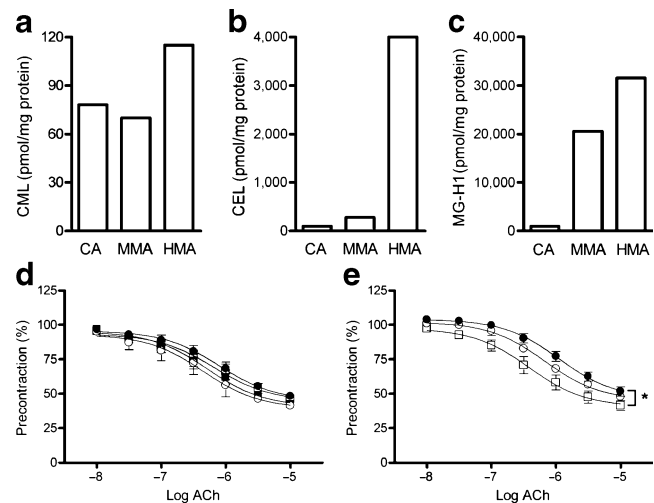 a
CML (pmol/mg protein)
120
90
60
30
0
CA MMA HMA
b
CEL (pmol/mg protein)
4,000
3,000
2,000
1,000
0
CA MMA HMA
c
MG-H1(pmol/mg protein)
40,000
30,000
20,000
10,000
0
CA MMA HMA
d
Precontraction (%)
125
100
75
50
25
0
–8 –7 –6 –5
Log ACh
e
Precontraction (%)
125
100
75
50
25
0
–8 –7 –6 –5
Log ACh
*